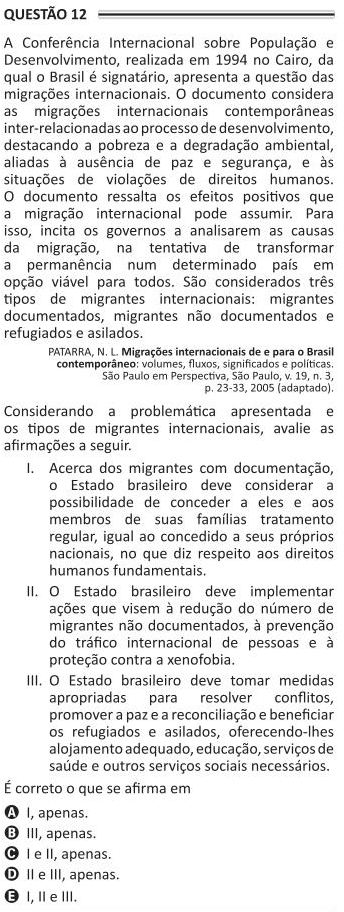 QUESTÃO 12
A Conferência Internacional sobre População e
Desenvolvimento, realizada em 1994 no Cairo, da
qual o Brasil é signatário, apresenta a questão das
migrações internacionais. O documento considera
as migrações internacionais contemporâneas
inter-relacionadas ao processo de desenvolvimento,
destacando a pobreza e a degradação ambiental,
aliadas à ausência de paz e segurança, e às
situações de violações de direitos humanos.
O documento ressalta os efeitos positivos que
a migração internacional pode assumir. Para
isso, incita os governos a analisarem as causas
da migração, na tentativa de transformar
a permanência num determinado país em
opção viável para todos. São considerados três
tipos de migrantes internacionais: migrantes
documentados, migrantes não documentados e
refugiados e asilados.
PATARRA, N. L. Migrações internacionais de e para o Brasil
contemporâneo: volumes, fluxos, significados e políticas.
São Paulo em Perspectiva, São Paulo, v. 19, n. 3,
p. 23-33, 2005 (adaptado).
Considerando a problemática apresentada e
os tipos de migrantes internacionais, avalie as
afirmações a seguir.
I. Acerca dos migrantes com documentação,
o Estado brasileiro deve considerar a
possibilidade de conceder a eles e aos
membros de suas famílias tratamento
regular, igual ao concedido a seus próprios
nacionais, no que diz respeito aos direitos
humanos fundamentais.
II. O Estado brasileiro deve implementar
ações que visem à redução do número de
migrantes não documentados, à prevenção
do tráfico internacional de pessoas e à
proteção contra a xenofobia.
III. O Estado brasileiro deve tomar medidas
apropriadas para resolver conflitos,
promover a paz e a reconciliação e beneficiar
os refugiados e asilados, oferecendo-lhes
alojamento adequado, educação, serviços de
saúde e outros serviços sociais necessários.
É correto o que se afirma em
A I, apenas.
B III, apenas.
C I e II, apenas.
D II e III, apenas.
E I, II e III.